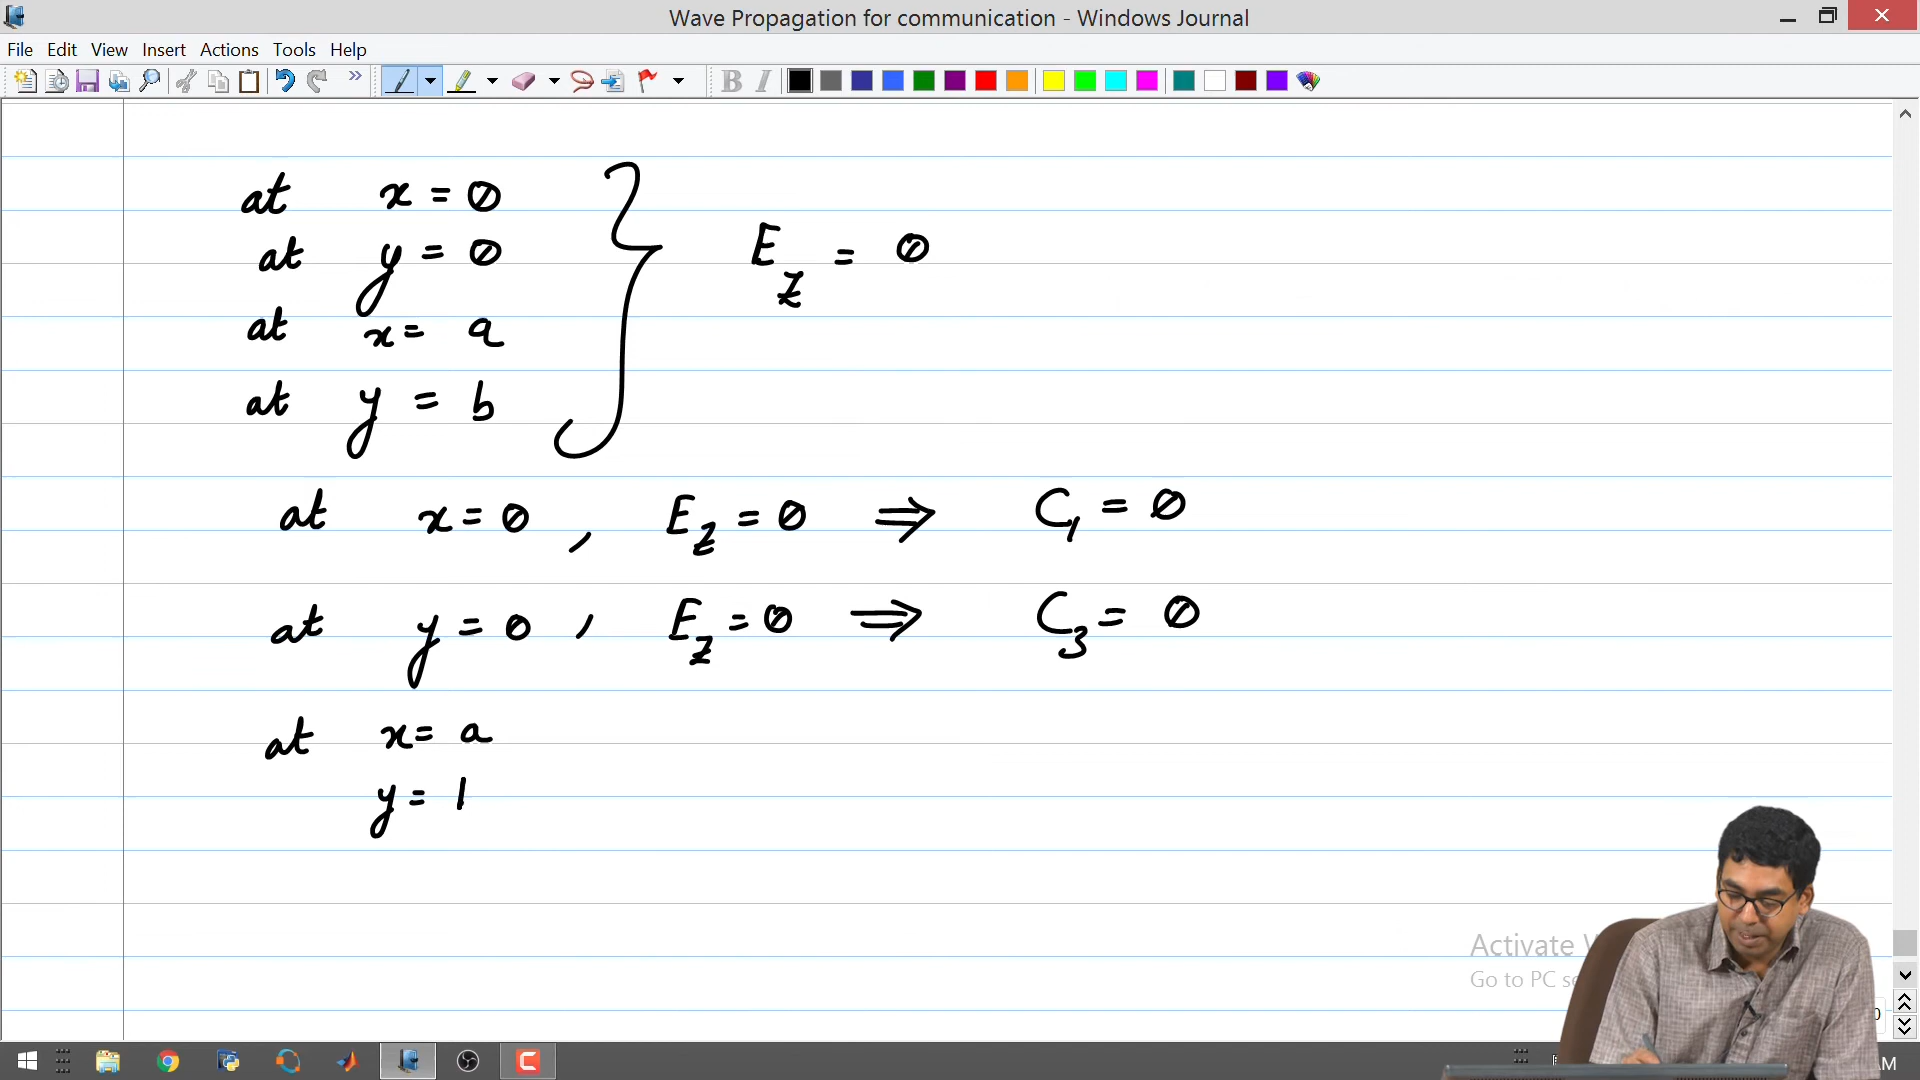 Wave Propagation for communication - Windows Journal
File Edit View Insert Actions Tools Help
B I
at x = 0
at y = 0
at x = a
at y = b
E_z = 0
at x = 0 , E_z = 0 ⇒ C_1 = 0
at y = 0 , E_z = 0 ⇒ C_3 = 0
at x = a
y = l
Activate
Go to PC